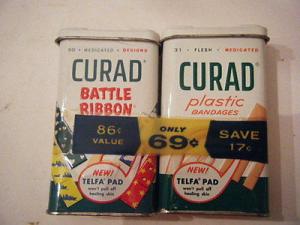 50 • MEDICATED • DESIGNS
CURAD
BATTLE
RIBBON
86¢
VALUE
NEW!
TELFA PAD
won't pull off
healing skin
ONLY
69¢
31 • FLESH • MEDICATED
CURAD
plastic
BANDAGES
SAVE
17¢
NEW!
TELFA PAD
won't pull off
healing skin